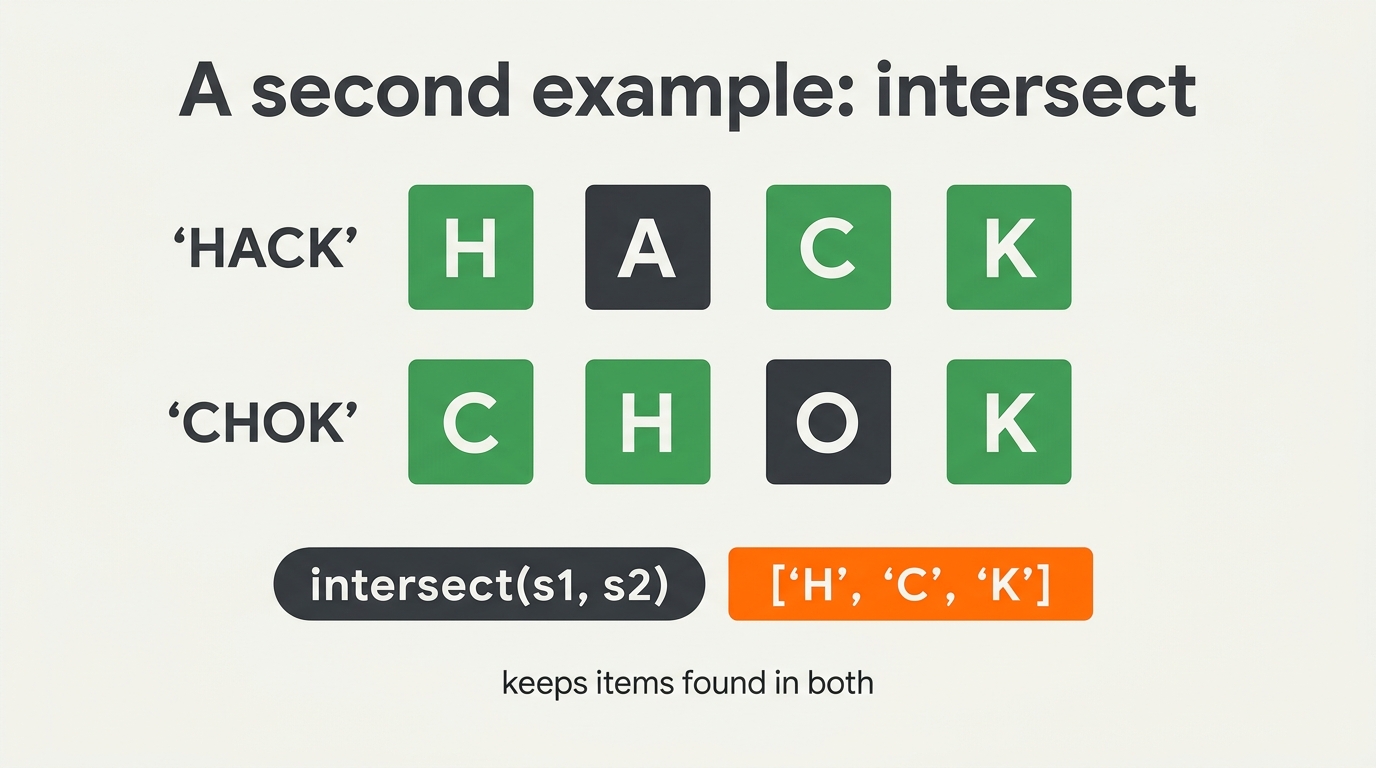 A second example: intersect
‘HACK’ H A C K
‘CHOK’ C H O K
intersect(s1, s2) [‘H’, ‘C’, ‘K’]
keeps items found in both